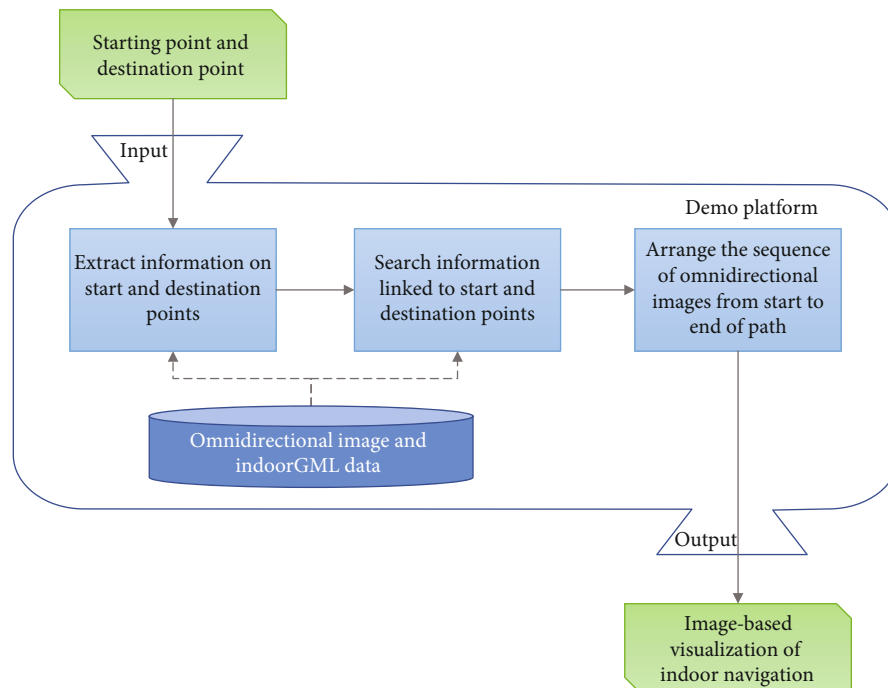 Starting point and
destination point
Input
Demo platform
Extract information on
start and destination
points
Search information
linked to start and
destination points
Arrange the sequence
of omnidirectional
images from start to
end of path
Omnidirectional image and
indoorGML data
Output
Image-based
visualization of
indoor navigation